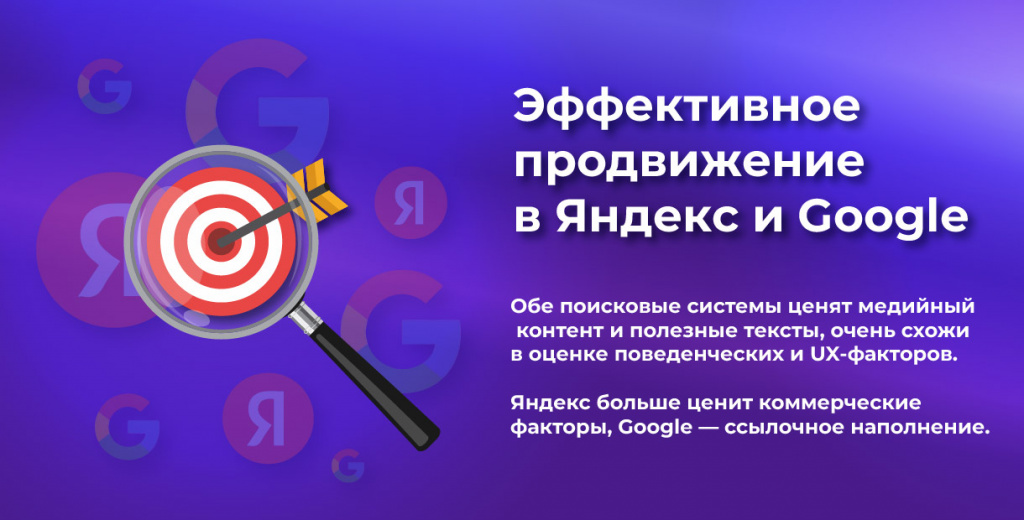 Эффективное
продвижение
в Яндекс и Google
Обе поисковые системы ценят медийный
контент и полезные тексты, очень схожи
в оценке поведенческих и UX-факторов.
Яндекс больше ценит коммерческие
факторы, Google — ссылочное наполнение.
G
G
Я
Я
G
G
Я
G